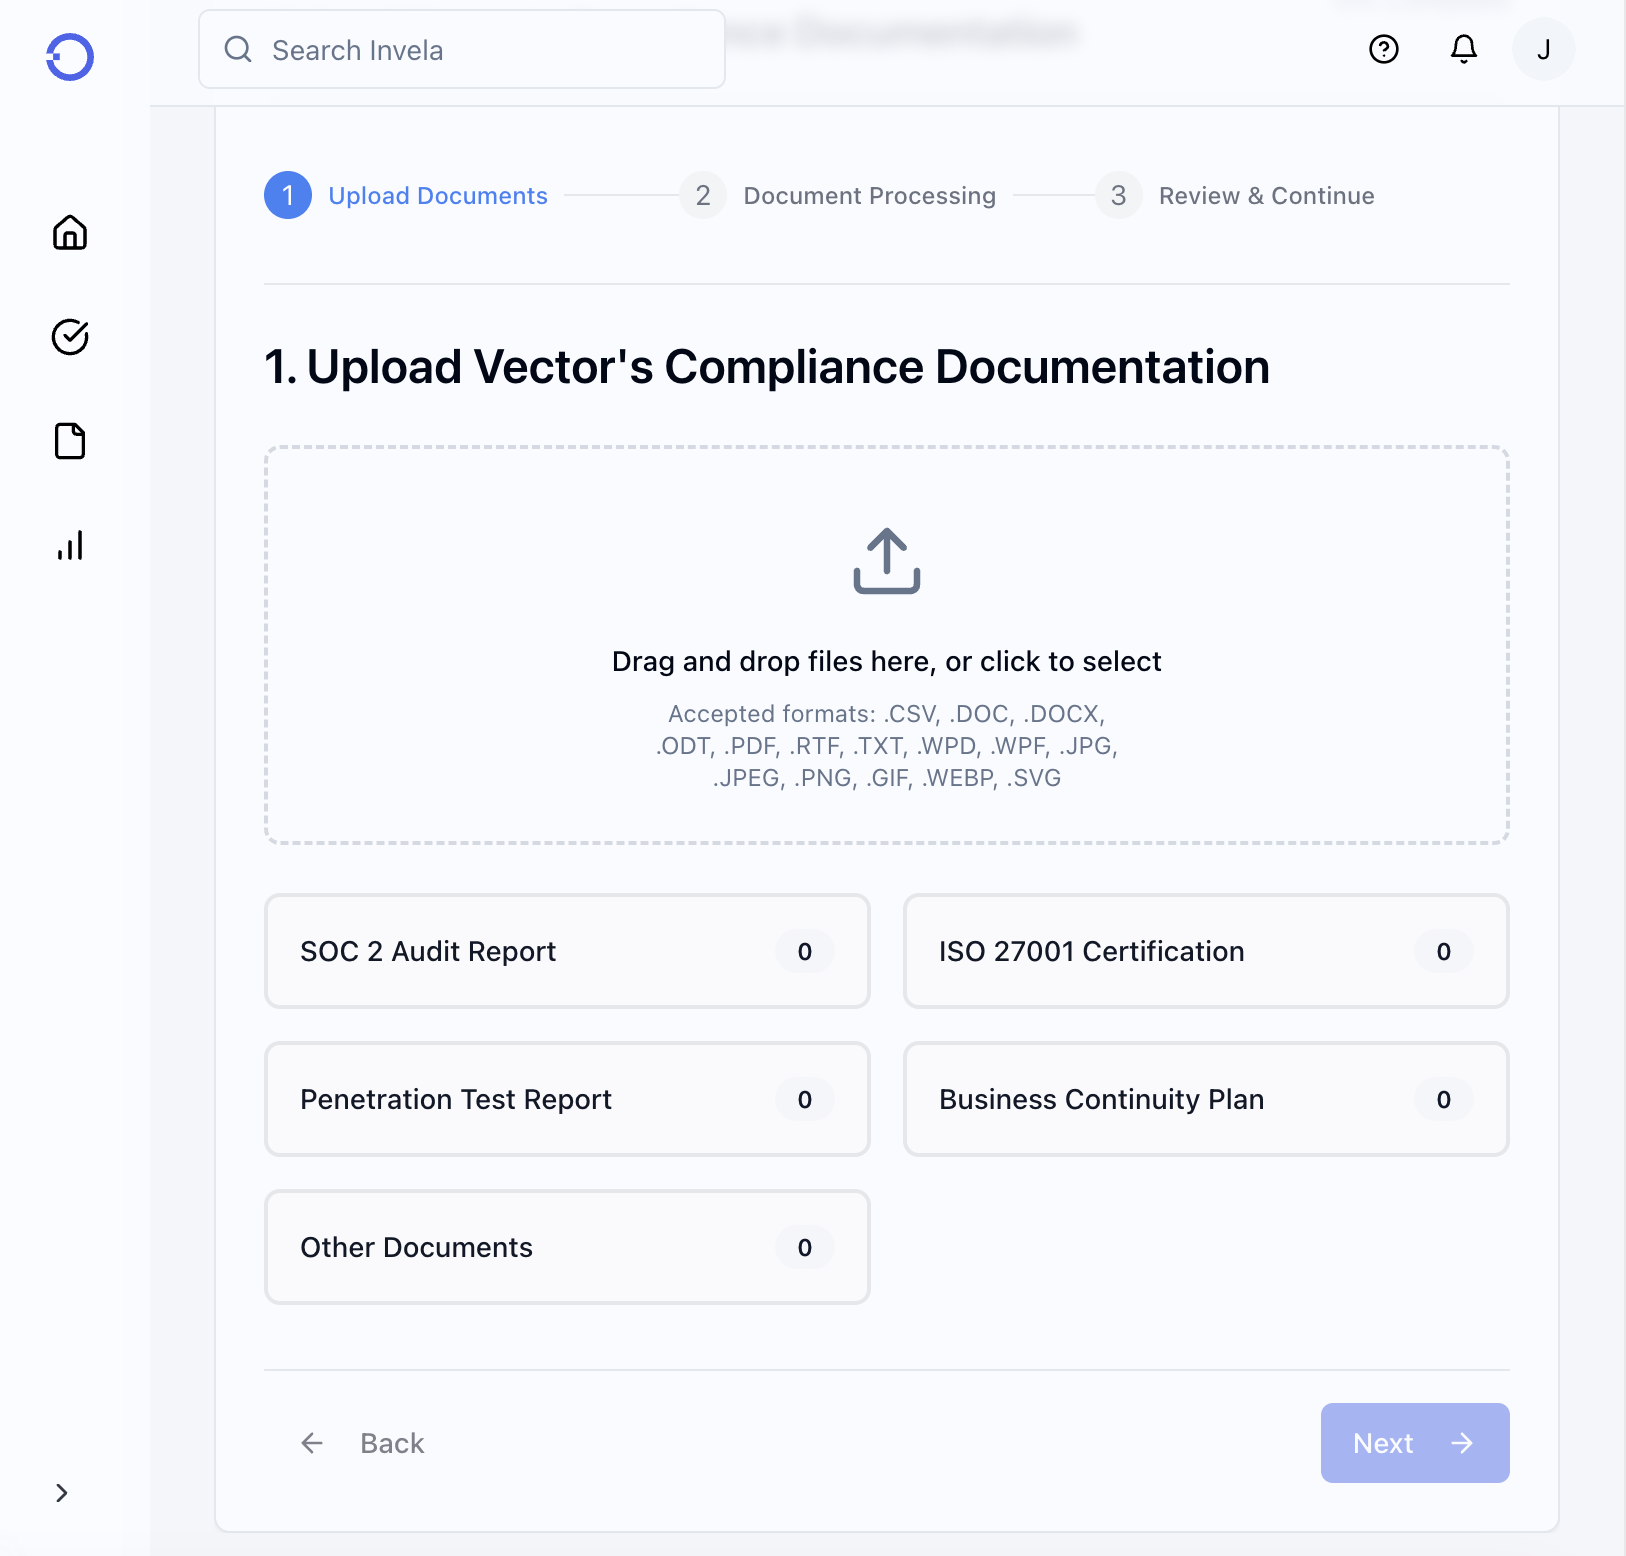 Search Invela
Documentation
J
1 Upload Documents
2 Document Processing
3 Review & Continue
1. Upload Vector's Compliance Documentation
Drag and drop files here, or click to select
Accepted formats: .CSV, .DOC, .DOCX,
.ODT, .PDF, .RTF, .TXT, .WPD, .WPF, .JPG,
.JPEG, .PNG, .GIF, .WEBP, .SVG
SOC 2 Audit Report 0
ISO 27001 Certification 0
Penetration Test Report 0
Business Continuity Plan 0
Other Documents 0
Back
Next